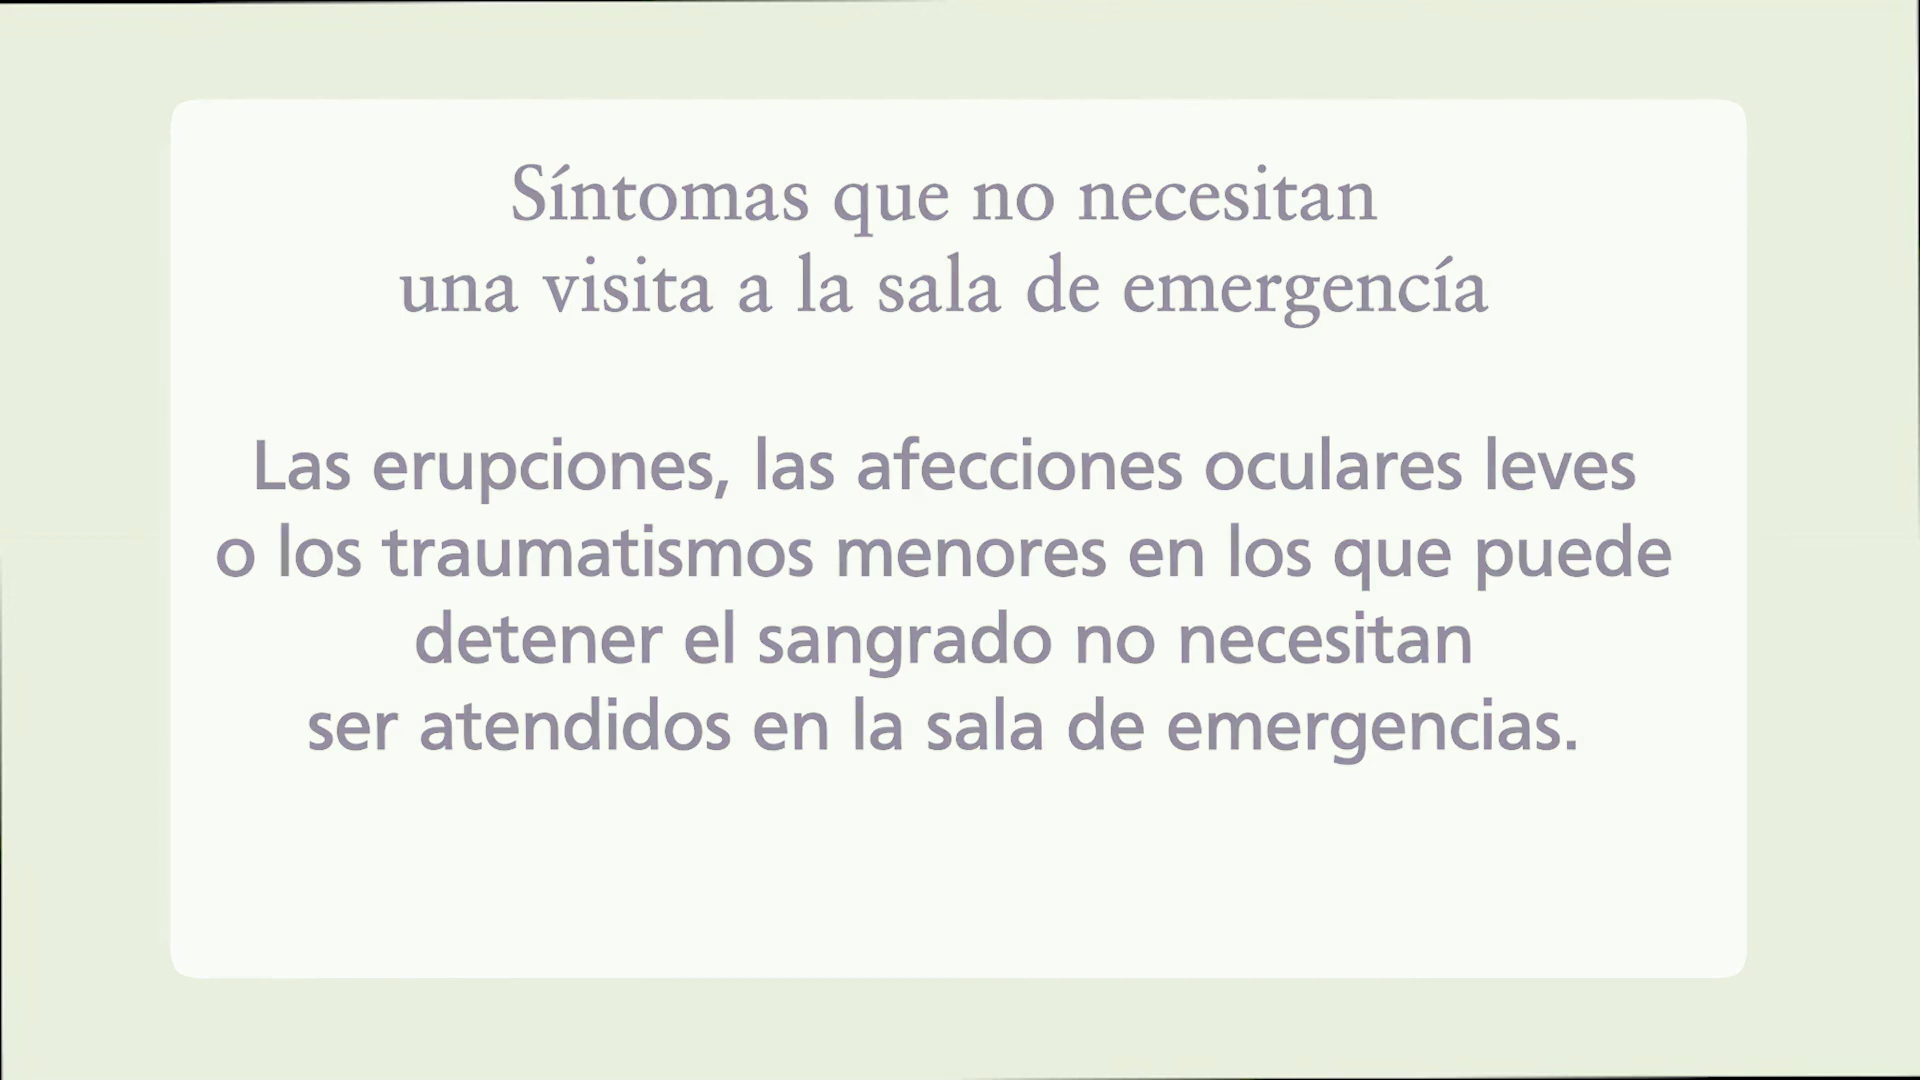 Síntomas que no necesitan
una visita a la sala de emergencía
Las erupciones, las afecciones oculares leves
o los traumatismos menores en los que puede
detener el sangrado no necesitan
ser atendidos en la sala de emergencias.